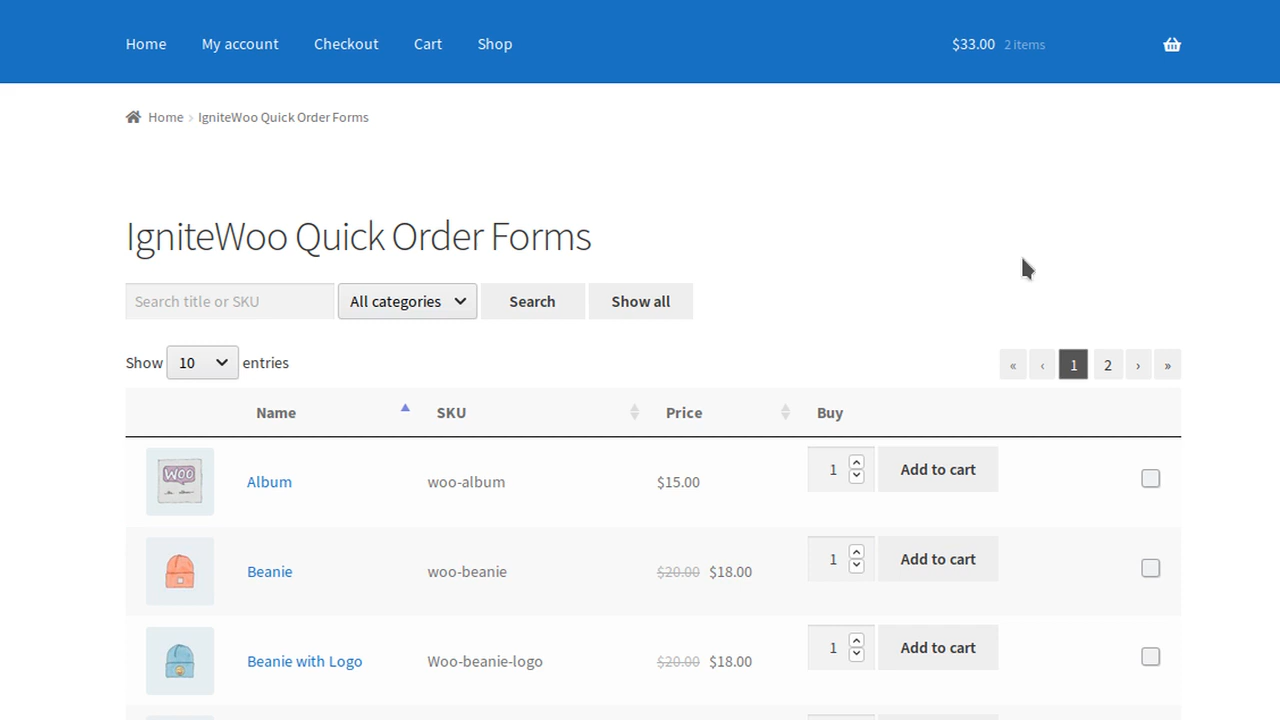 Home My account Checkout Cart Shop $33.00 2 items
Home › IgniteWoo Quick Order Forms
IgniteWoo Quick Order Forms
Search title or SKU All categories Search Show all
Show 10 entries « ‹ 1 2 › »
Name SKU Price Buy
WOO
Album woo-album $15.00 1 Add to cart
Beanie woo-beanie $20.00 $18.00 1 Add to cart
Beanie with Logo Woo-beanie-logo $20.00 $18.00 1 Add to cart